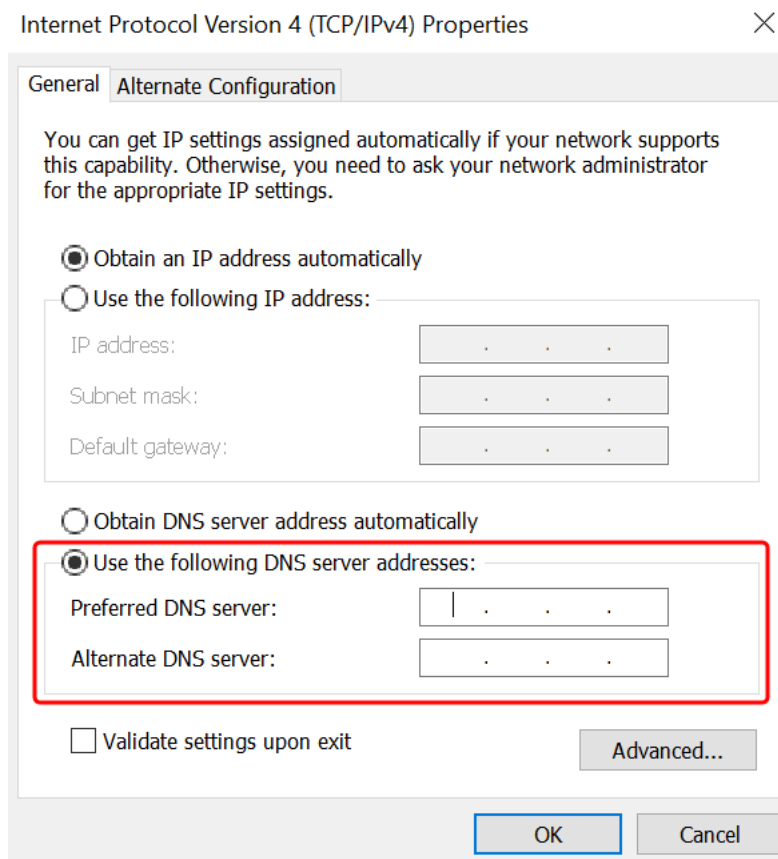 Internet Protocol Version 4 (TCP/IPv4) Properties
General
Alternate Configuration
You can get IP settings assigned automatically if your network supports
this capability. Otherwise, you need to ask your network administrator
for the appropriate IP settings.
Obtain an IP address automatically
Use the following IP address:
IP address:
Subnet mask:
Default gateway:
Obtain DNS server address automatically
Use the following DNS server addresses:
Preferred DNS server:
Alternate DNS server:
Validate settings upon exit
Advanced...
OK
Cancel